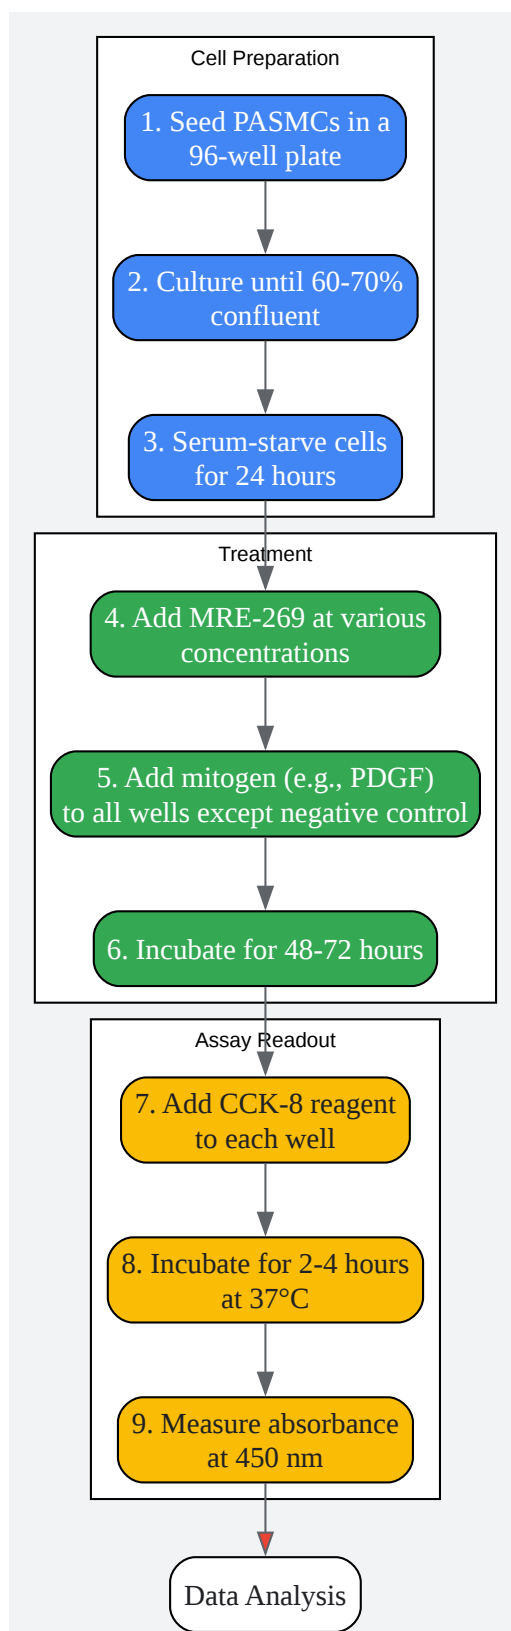 Cell Preparation
1. Seed PASMCs in a
96-well plate
2. Culture until 60-70%
confluent
3. Serum-starve cells
for 24 hours
Treatment
4. Add MRE-269 at various
concentrations
5. Add mitogen (e.g., PDGF)
to all wells except negative control
6. Incubate for 48-72 hours
Assay Readout
7. Add CCK-8 reagent
to each well
8. Incubate for 2-4 hours
at 37°C
9. Measure absorbance
at 450 nm
Data Analysis